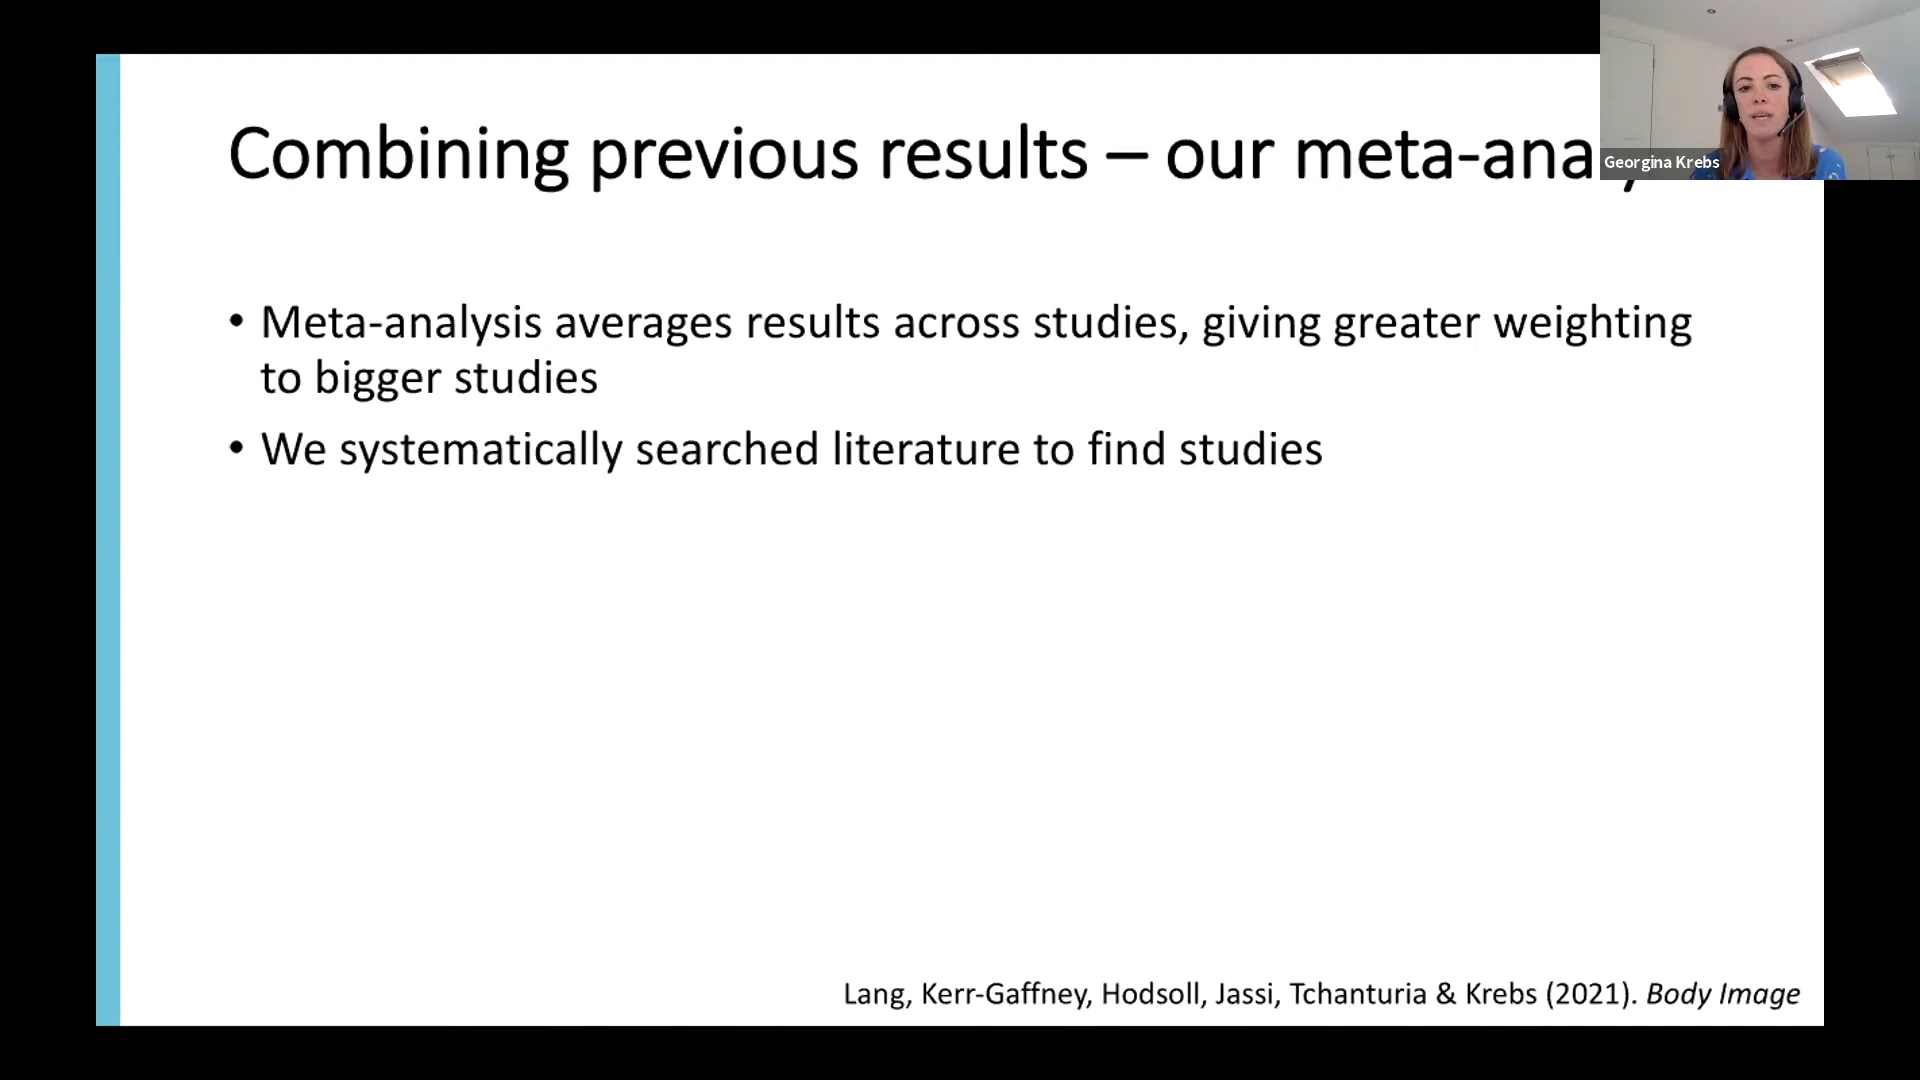 Combining previous results – our meta-analy
Georgina Krebs
• Meta-analysis averages results across studies, giving greater weighting
to bigger studies
• We systematically searched literature to find studies
Lang, Kerr-Gaffney, Hodsoll, Jassi, Tchanturia & Krebs (2021). Body Image